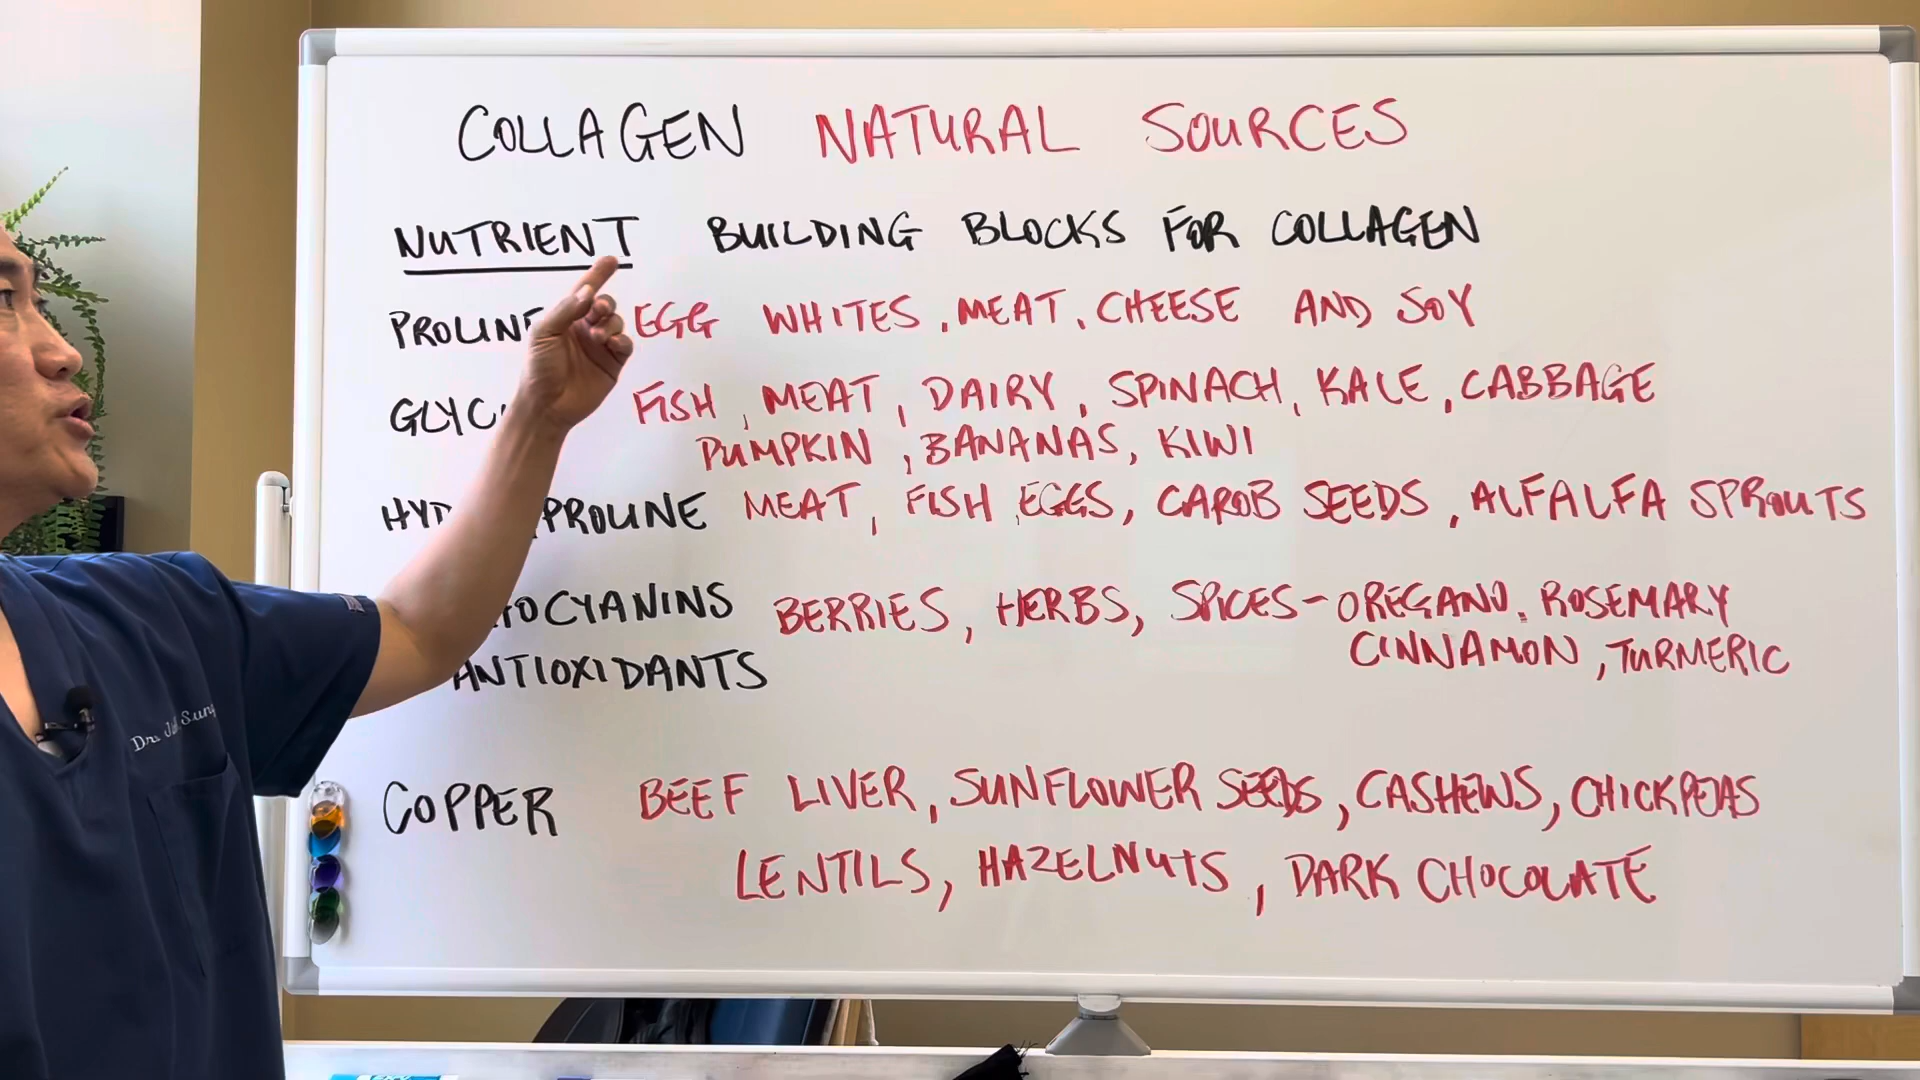 COLLAGEN NATURAL SOURCES
NUTRIENT BUILDING BLOCKS FOR COLLAGEN
EGG WHITES, MEAT, CHEESE AND SOY
FISH, MEAT, DAIRY, SPINACH, KALE, CABBAGE
PUMPKIN, BANANAS, KIWI
MEAT, FISH, EGGS, CAROB SEEDS, ALFALFA SPROUTS
BERRIES, HERBS, SPICES - OREGANO, ROSEMARY
CINNAMON, TURMERIC
ANTIOXIDANTS
COPPER BEEF LIVER, SUNFLOWER SEEDS, CASHEWS, CHICKPEAS
LENTILS, HAZELNUTS, DARK CHOCOLATE
Dr.